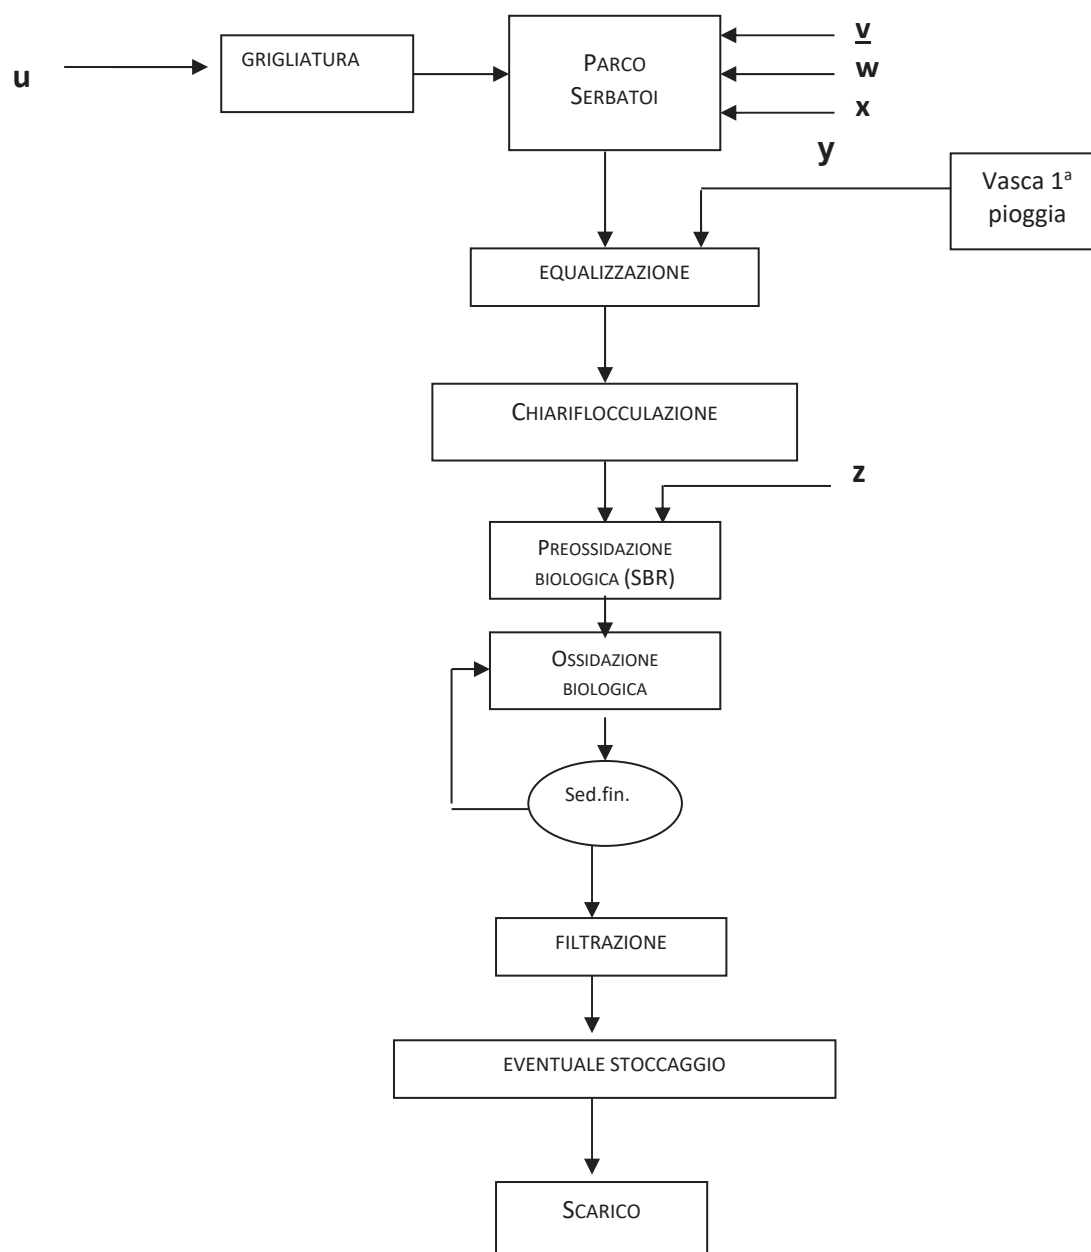 u
GRIGLIATURA
PARCO
SERBATOI
v
w
x
y
Vasca 1ª
pioggia
EQUALIZZAZIONE
CHIARIFLOCCULAZIONE
z
PREOSSIDAZIONE
BIOLOGICA (SBR)
OSSIDAZIONE
BIOLOGICA
Sed.fin.
FILTRAZIONE
EVENTUALE STOCCAGGIO
SCARICO